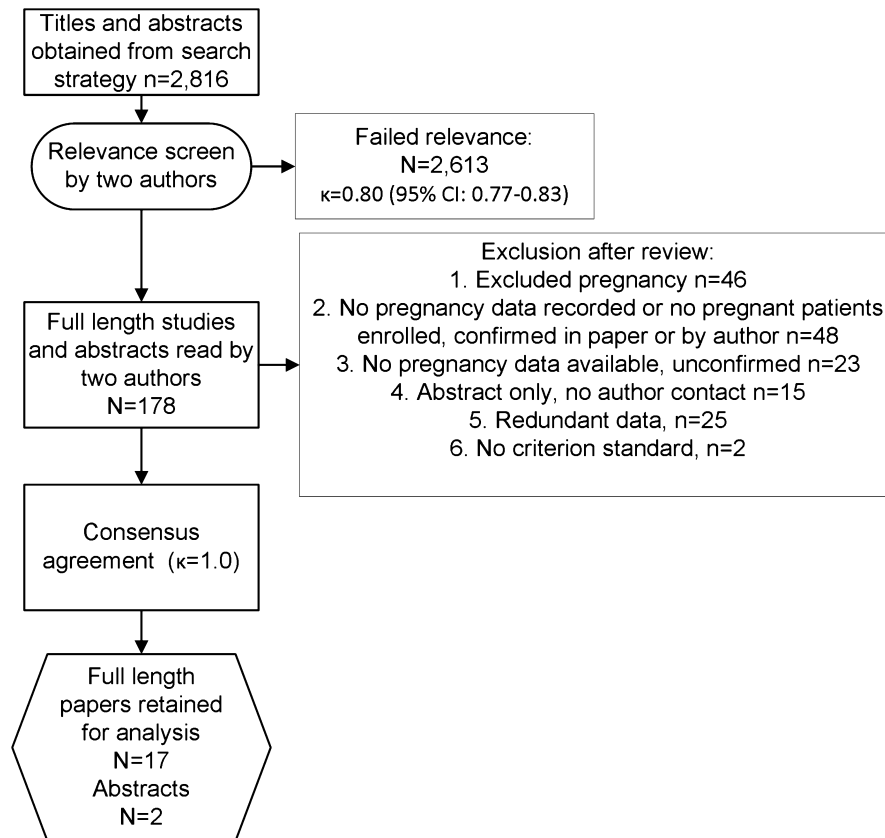 Titles and abstracts
obtained from search
strategy n=2,816
Relevance screen
by two authors
Failed relevance:
N=2,613
κ=0.80 (95% CI: 0.77-0.83)
Full length studies
and abstracts read by
two authors
N=178
Exclusion after review:
1. Excluded pregnancy n=46
2. No pregnancy data recorded or no pregnant patients
enrolled, confirmed in paper or by author n=48
3. No pregnancy data available, unconfirmed n=23
4. Abstract only, no author contact n=15
5. Redundant data, n=25
6. No criterion standard, n=2
Consensus
agreement (κ=1.0)
Full length
papers retained
for analysis
N=17
Abstracts
N=2